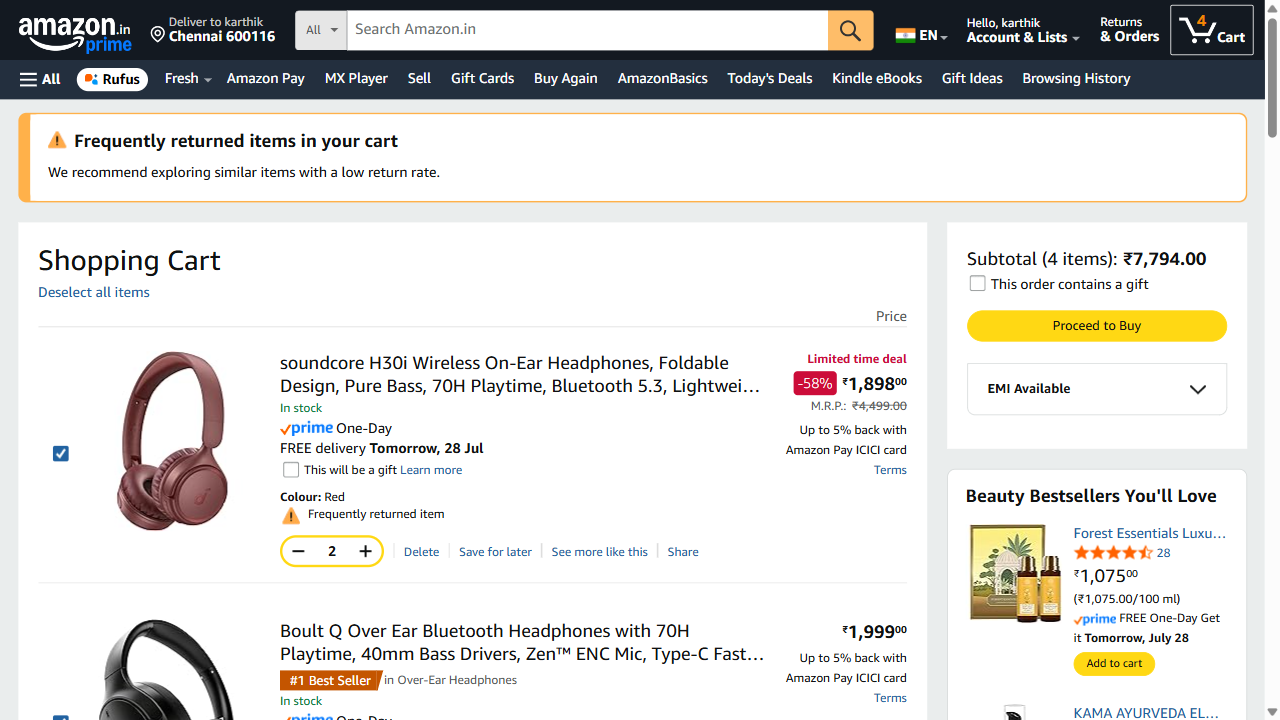 amazon.in
prime
Deliver to karthik
Chennai 600116
All
Search Amazon.in
EN
Hello, karthik
Account & Lists
Returns
& Orders
4
Cart
All
Rufus
Fresh
Amazon Pay
MX Player
Sell
Gift Cards
Buy Again
AmazonBasics
Today's Deals
Kindle eBooks
Gift Ideas
Browsing History
Frequently returned items in your cart
We recommend exploring similar items with a low return rate.
Shopping Cart
Deselect all items
Price
soundcore H30i Wireless On-Ear Headphones, Foldable
Design, Pure Bass, 70H Playtime, Bluetooth 5.3, Lightwei…
In stock
prime One-Day
FREE delivery Tomorrow, 28 Jul
This will be a gift Learn more
Colour: Red
Frequently returned item
2
Delete
Save for later
See more like this
Share
Limited time deal
-58% ₹1,89800
M.R.P.: ₹4,499.00
Up to 5% back with
Amazon Pay ICICI card
Terms
Boult Q Over Ear Bluetooth Headphones with 70H
Playtime, 40mm Bass Drivers, Zen™ ENC Mic, Type-C Fast…
#1 Best Seller in Over-Ear Headphones
In stock
prime One-Day
₹1,99900
Up to 5% back with
Amazon Pay ICICI card
Terms
Subtotal (4 items): ₹7,794.00
This order contains a gift
Proceed to Buy
EMI Available
Beauty Bestsellers You'll Love
Forest Essentials Luxu…
28
₹1,07500
(₹1,075.00/100 ml)
prime FREE One-Day Get
it Tomorrow, July 28
Add to cart
KAMA AYURVEDA EL…